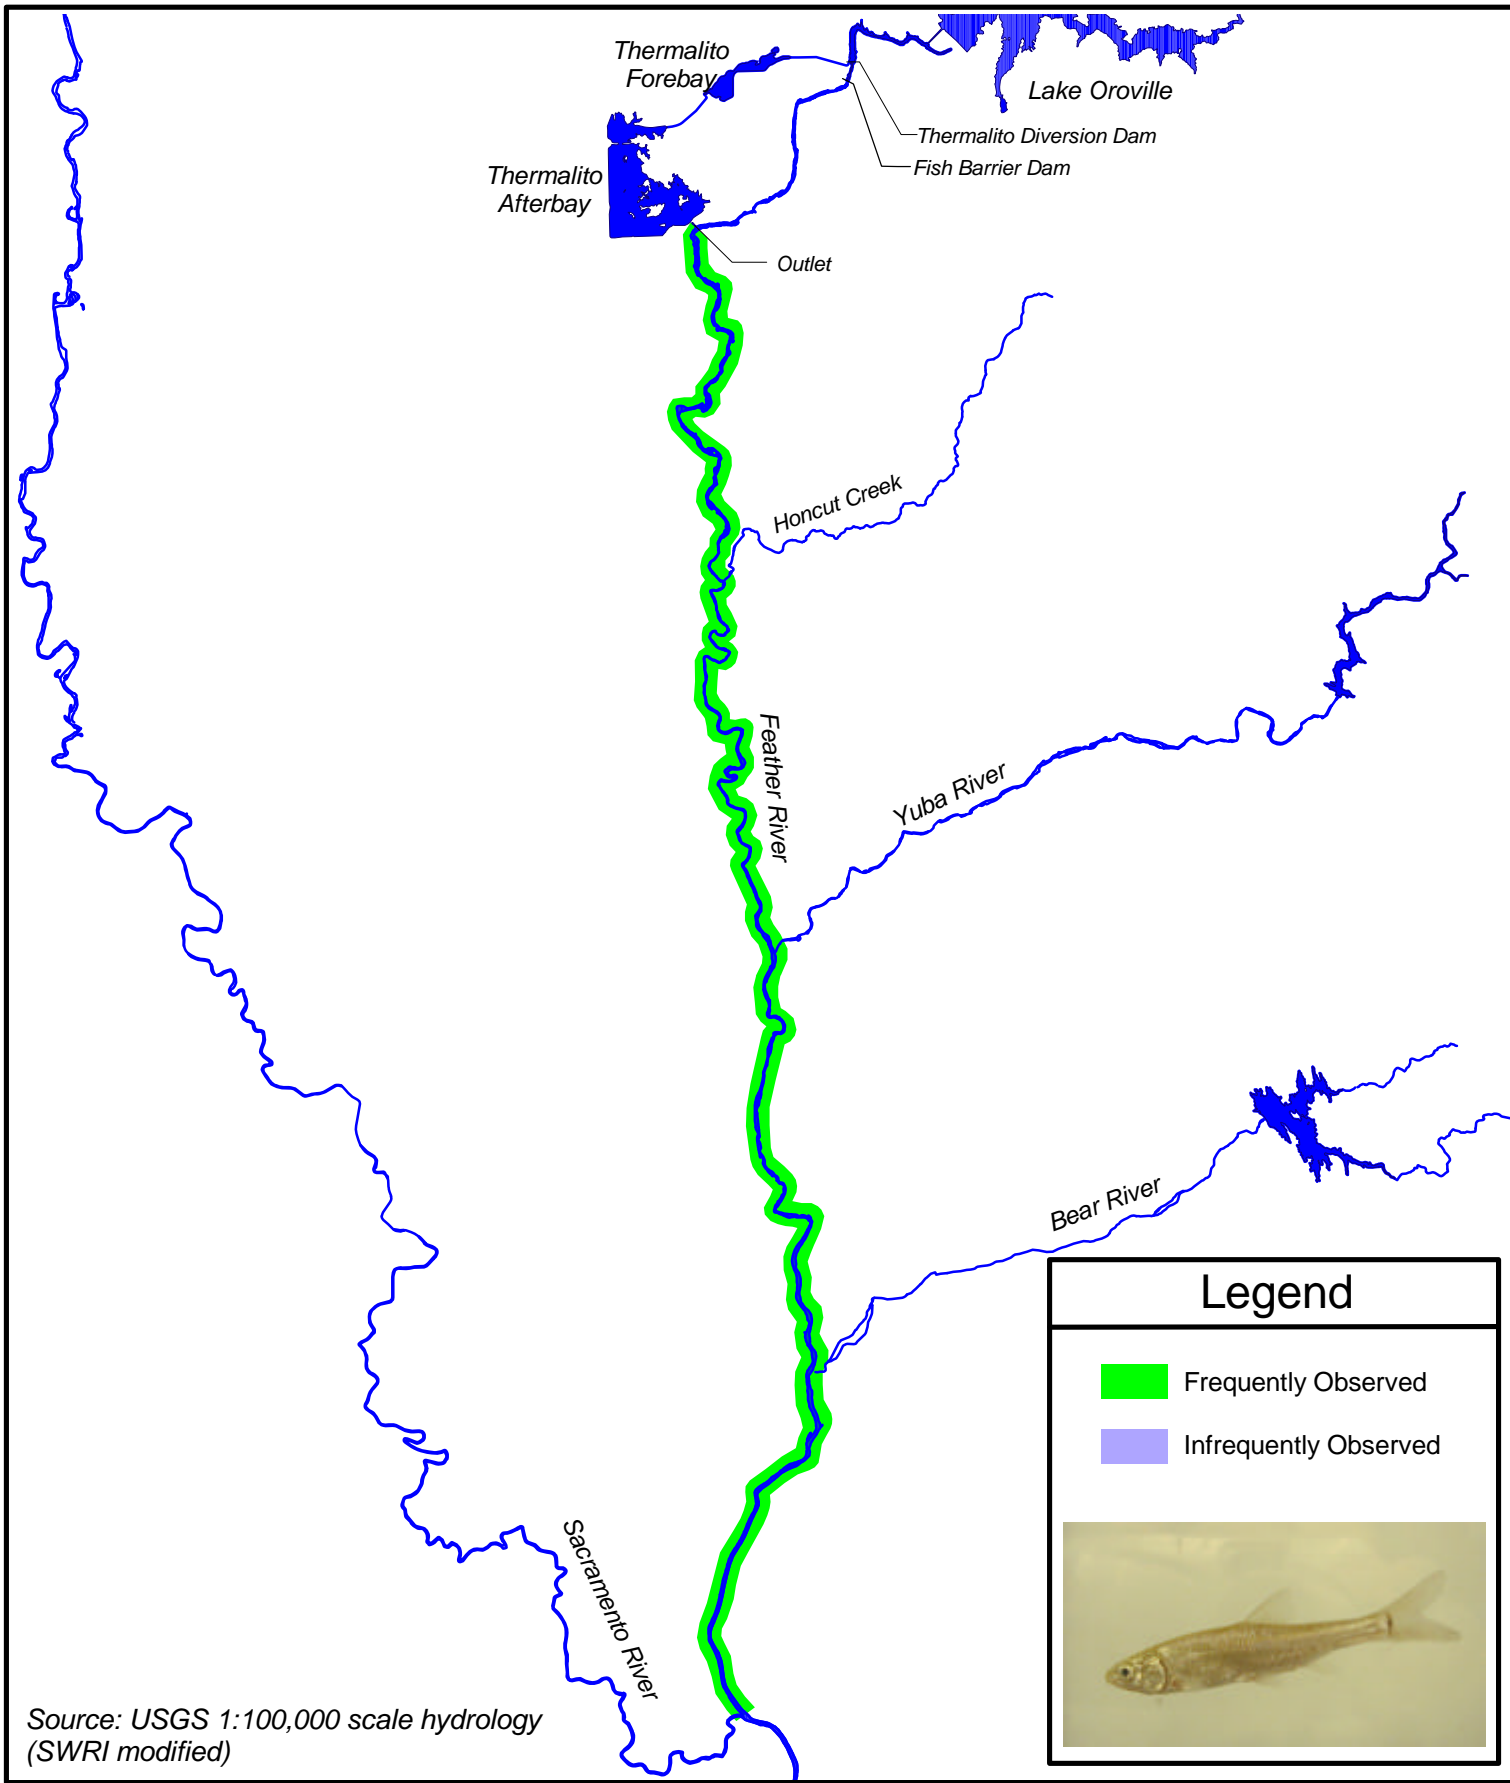 Thermalito
Forebay
Lake Oroville
Thermalito Diversion Dam
Fish Barrier Dam
Thermalito
Afterbay
Outlet
Honcut Creek
Feather River
Yuba River
Bear River
Legend
Frequently Observed
Infrequently Observed
Sacramento River
Source: USGS 1:100,000 scale hydrology
(SWRI modified)